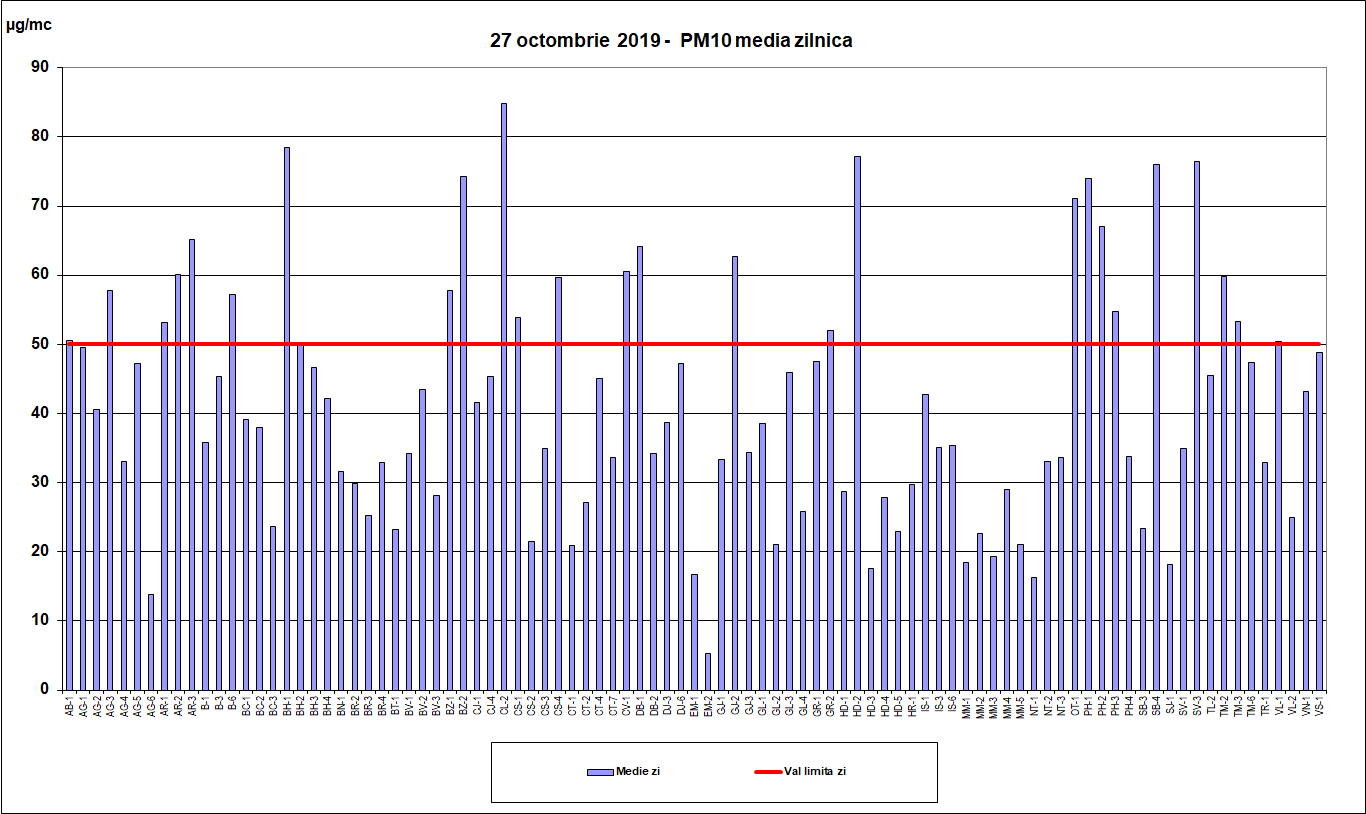 µg/mc
27 octombrie 2019 - PM10 media zilnica
90
80
70
60
50
40
30
20
10
0
AB-1 AG-1 AG-2 AG-3 AG-4 AG-5 AG-6 AR-1 AR-2 AR-3 B-1 B-3 B-6 BC-1 BC-2 BC-3 BH-1 BH-2 BH-3 BH-4 BN-1 BR-2 BR-3 BR-4 BT-1 BV-1 BV-2 BV-3 BZ-1 BZ-2 CJ-1 CJ-4 CL-2 CS-1 CS-2 CS-3 CS-4 CT-1 CT-2 CT-4 CT-7 CV-1 DB-1 DB-2 DJ-3 DJ-6 EM-1 EM-2 GJ-1 GJ-2 GJ-3 GL-1 GL-2 GL-3 GL-4 GR-1 GR-2 HD-1 HD-2 HD-3 HD-4 HD-5 HR-1 IS-1 IS-3 IS-6 MM-1 MM-2 MM-3 MM-4 MM-5 NT-1 NT-2 NT-3 OT-1 PH-1 PH-2 PH-3 PH-4 SB-3 SB-4 SJ-1 SV-1 SV-3 TL-2 TM-2 TM-3 TM-6 TR-1 VL-1 VL-2 VN-1 VS-1
Medie zi Val limita zi